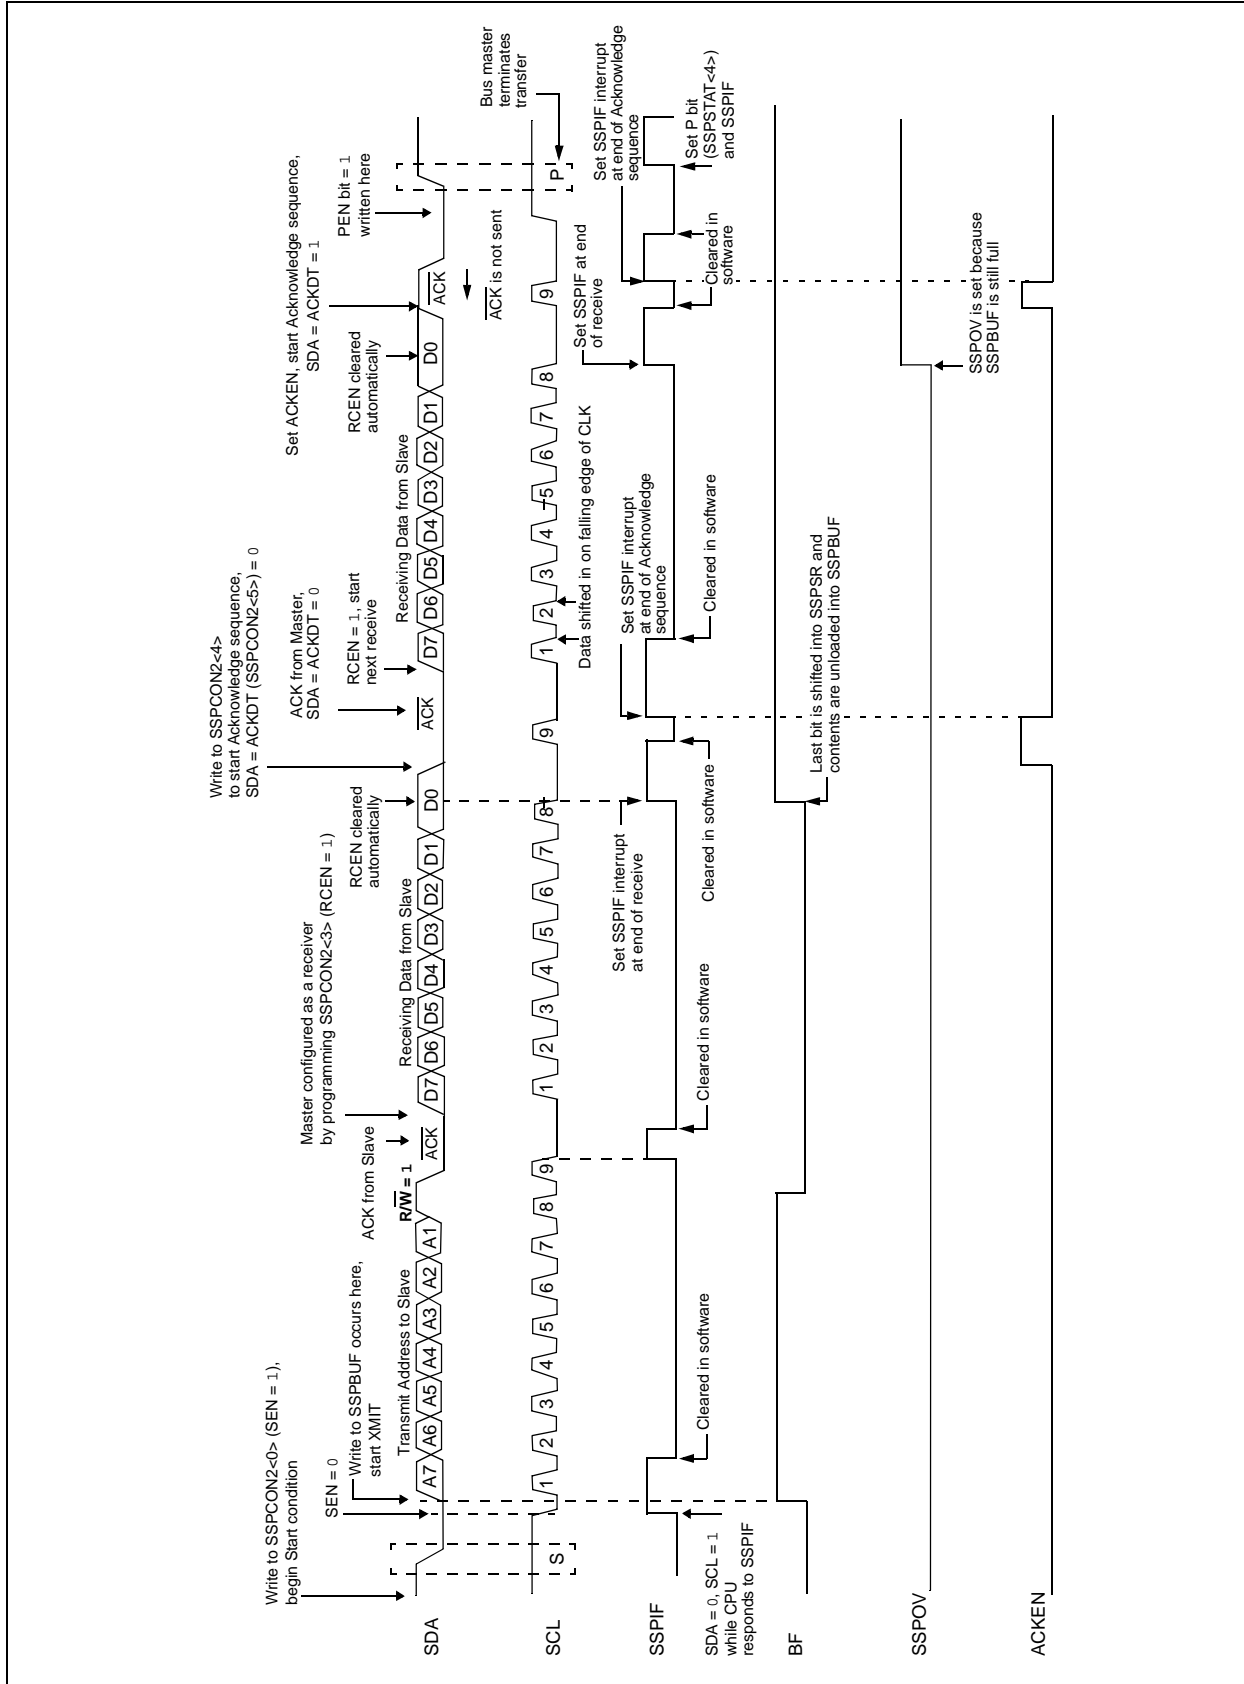 Write to SSPCON2<0> (SEN = 1),
begin Start condition
SEN = 0
Write to SSPBUF occurs here,
start XMIT
Transmit Address to Slave
R/W = 1
ACK from Slave
Master configured as a receiver
by programming SSPCON2<3> (RCEN = 1)
Receiving Data from Slave
RCEN cleared
automatically
Write to SSPCON2<4>
to start Acknowledge sequence,
SDA = ACKDT (SSPCON2<5>) = 0
ACK from Master,
SDA = ACKDT = 0
RCEN = 1, start
next receive
Receiving Data from Slave
RCEN cleared
automatically
Set ACKEN, start Acknowledge sequence,
SDA = ACKDT = 1
PEN bit = 1
written here
Bus master
terminates
transfer
SDA
A7 A6 A5 A4 A3 A2 A1
ACK
D7 D6 D5 D4 D3 D2 D1 D0
ACK
D7 D6 D5 D4 D3 D2 D1 D0
ACK
ACK is not sent
SCL
S
1 2 3 4 5 6 7 8 9
1 2 3 4 5 6 7 8 9
1 2 3 4 5 6 7 8 9
P
Data shifted in on falling edge of CLK
SSPIF
Set SSPIF interrupt
at end of receive
Set SSPIF interrupt
at end of Acknowledge
sequence
Set SSPIF at end
of receive
Set SSPIF interrupt
at end of Acknowledge
sequence
SDA = 0, SCL = 1
while CPU
responds to SSPIF
Cleared in software
Cleared in software
Cleared in software
Cleared in software
Cleared in software
Cleared in
software
Set P bit
(SSPSTAT<4>)
and SSPIF
BF
Last bit is shifted into SSPSR and
contents are unloaded into SSPBUF
SSPOV
SSPOV is set because
SSPBUF is still full
ACKEN